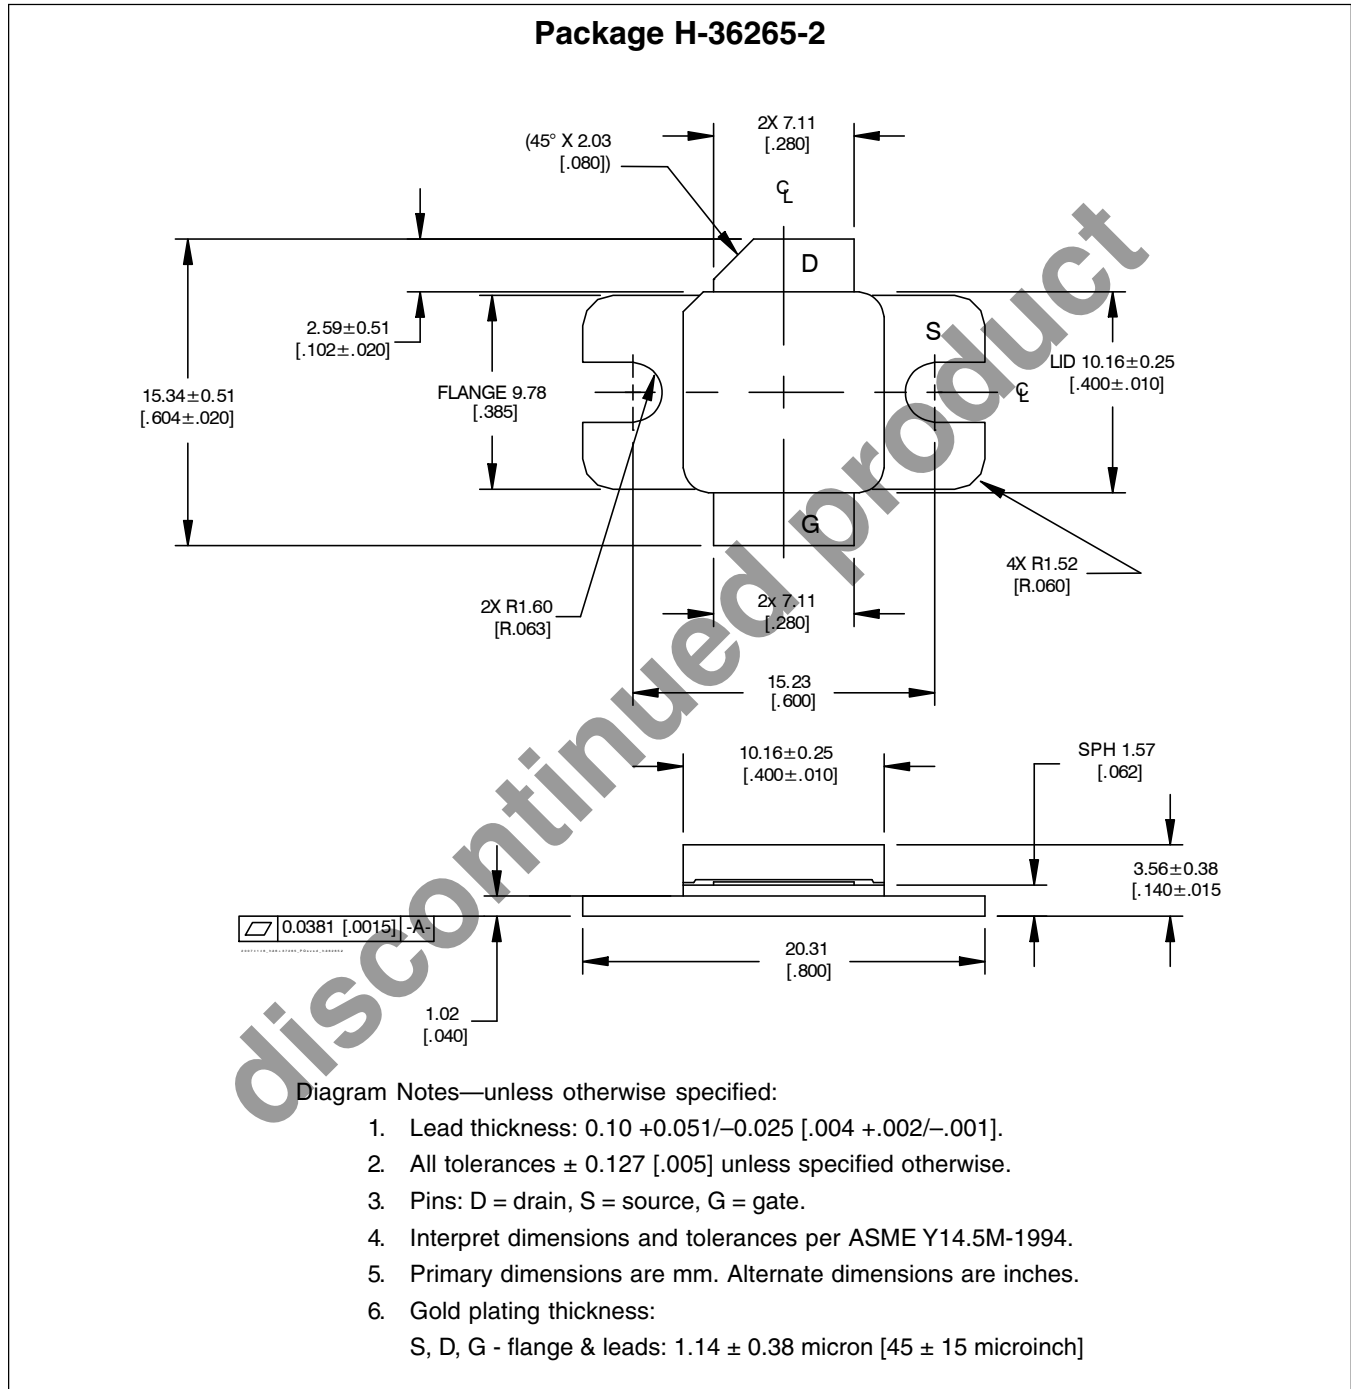 Package H-36265-2
2X 7.11
[.280]
(45° X 2.03
[.080])
CL
D
S
2.59±0.51
[.102±.020]
LID 10.16±0.25
[.400±.010]
15.34±0.51
[.604±.020]
FLANGE 9.78
[.385]
CL
G
4X R1.52
[R.060]
2X R1.60
[R.063]
2x 7.11
[.280]
15.23
[.600]
10.16±0.25
[.400±.010]
SPH 1.57
[.062]
3.56±0.38
[.140±.015
0.0381 [.0015] -A-
20.31
[.800]
1.02
[.040]
discontinued product
Diagram Notes—unless otherwise specified:
1. Lead thickness: 0.10 +0.051/–0.025 [.004 +.002/–.001].
2. All tolerances ± 0.127 [.005] unless specified otherwise.
3. Pins: D = drain, S = source, G = gate.
4. Interpret dimensions and tolerances per ASME Y14.5M-1994.
5. Primary dimensions are mm. Alternate dimensions are inches.
6. Gold plating thickness:
S, D, G - flange & leads: 1.14 ± 0.38 micron [45 ± 15 microinch]